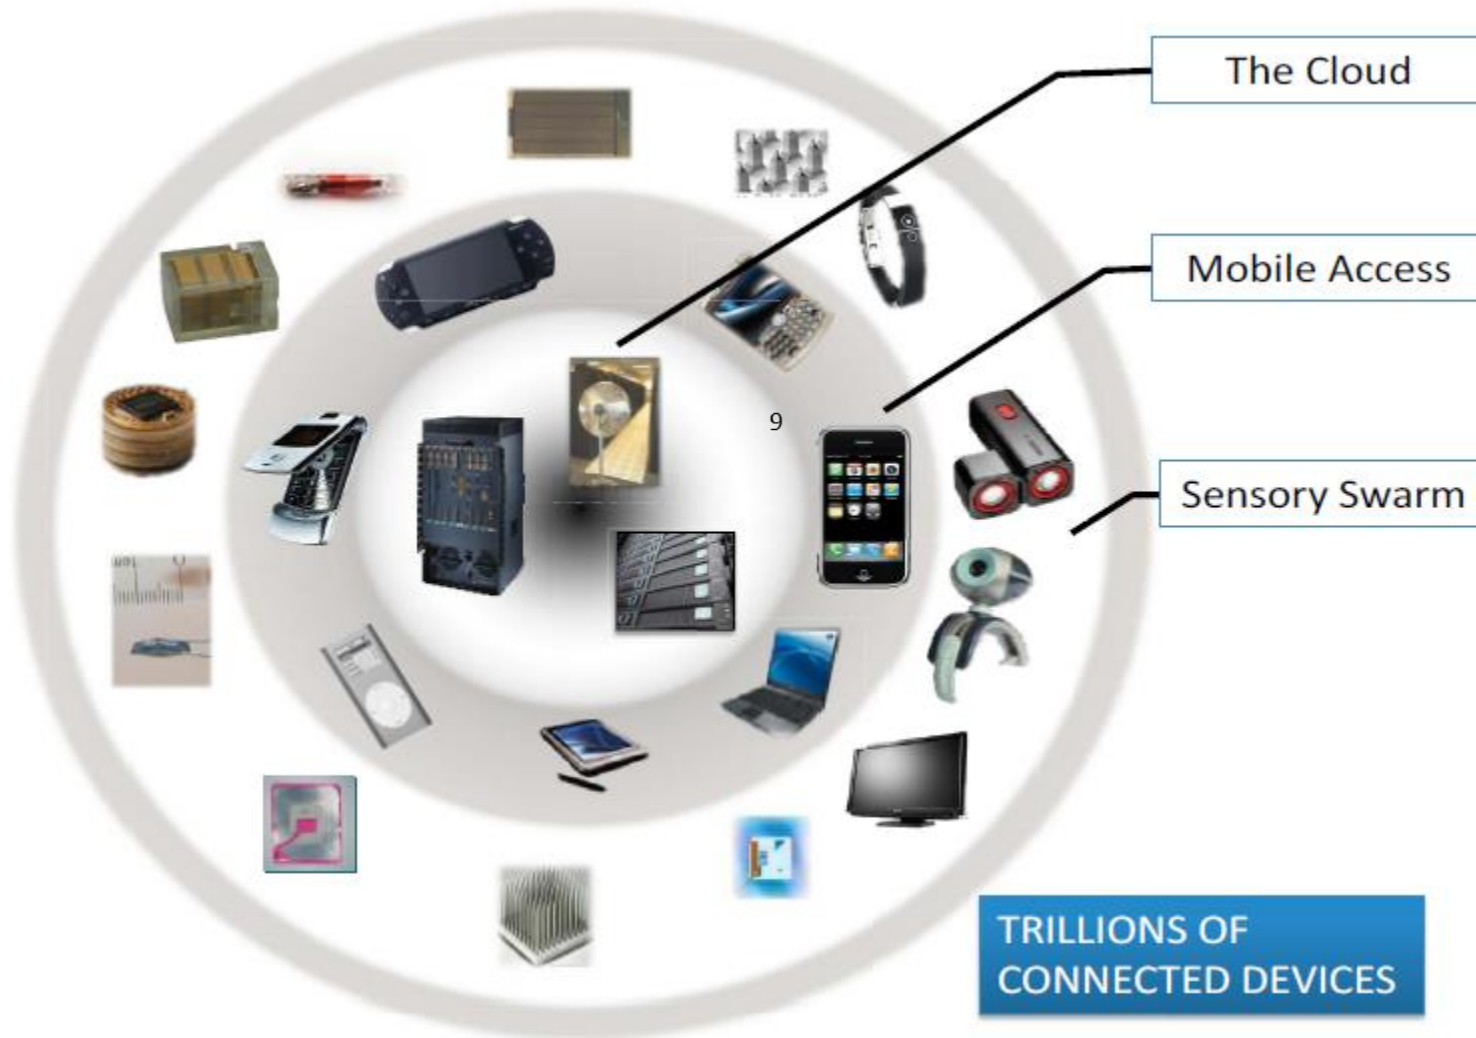 The Cloud
Mobile Access
9
Sensory Swarm
TRILLIONS OF
CONNECTED DEVICES